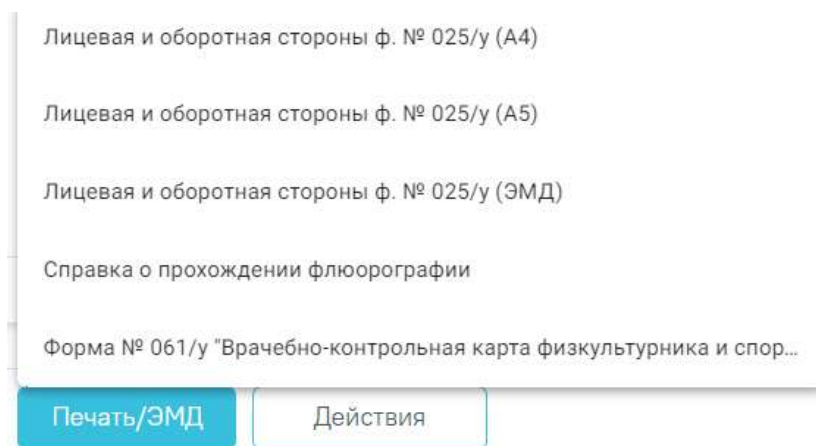 Лицевая и оборотная стороны ф. № 025/у (А4)
Лицевая и оборотная стороны ф. № 025/у (А5)
Лицевая и оборотная стороны ф. № 025/у (ЭМД)
Справка о прохождении флюорографии
Форма № 061/у "Врачебно-контрольная карта физкультурника и спор...
Печать/ЭМД Действия